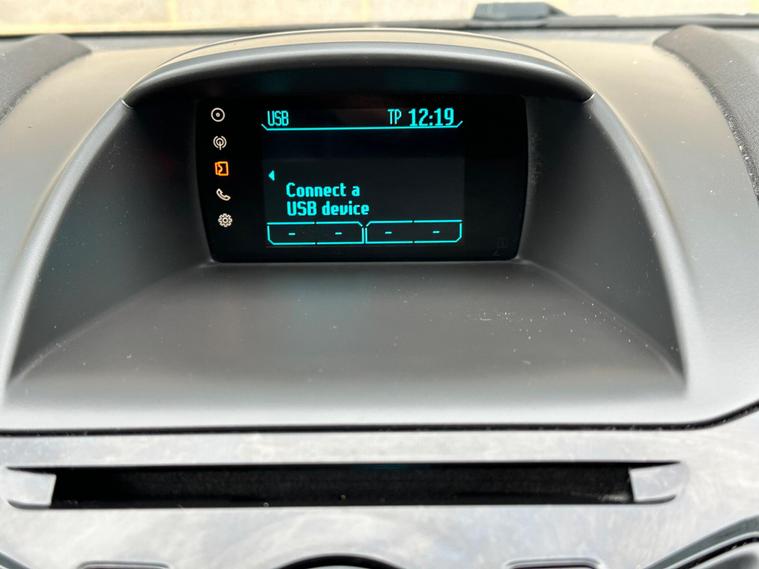 USB TP 12:19
Connect a
USB device
- - - -